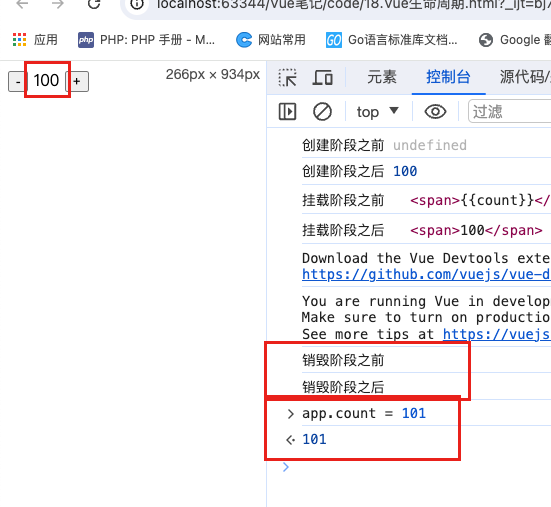 localhost:63344/vue笔记/code/18.vue生命周期.html?_ijt=bj
应用
php PHP: PHP 手册 - M...
网站常用
GO Go语言标准库文档...
Google 翻
- 100 +
266px × 934px
元素 控制台 源代码/
top 过滤
创建阶段之前 undefined
创建阶段之后 100
挂载阶段之前 <span>{{count}}</
挂载阶段之后 <span>100</span>
Download the Vue Devtools exte
https://github.com/vuejs/vue-d
You are running Vue in develop
Make sure to turn on productio
See more tips at https://vuejs
销毁阶段之前
销毁阶段之后
> app.count = 101
101
>